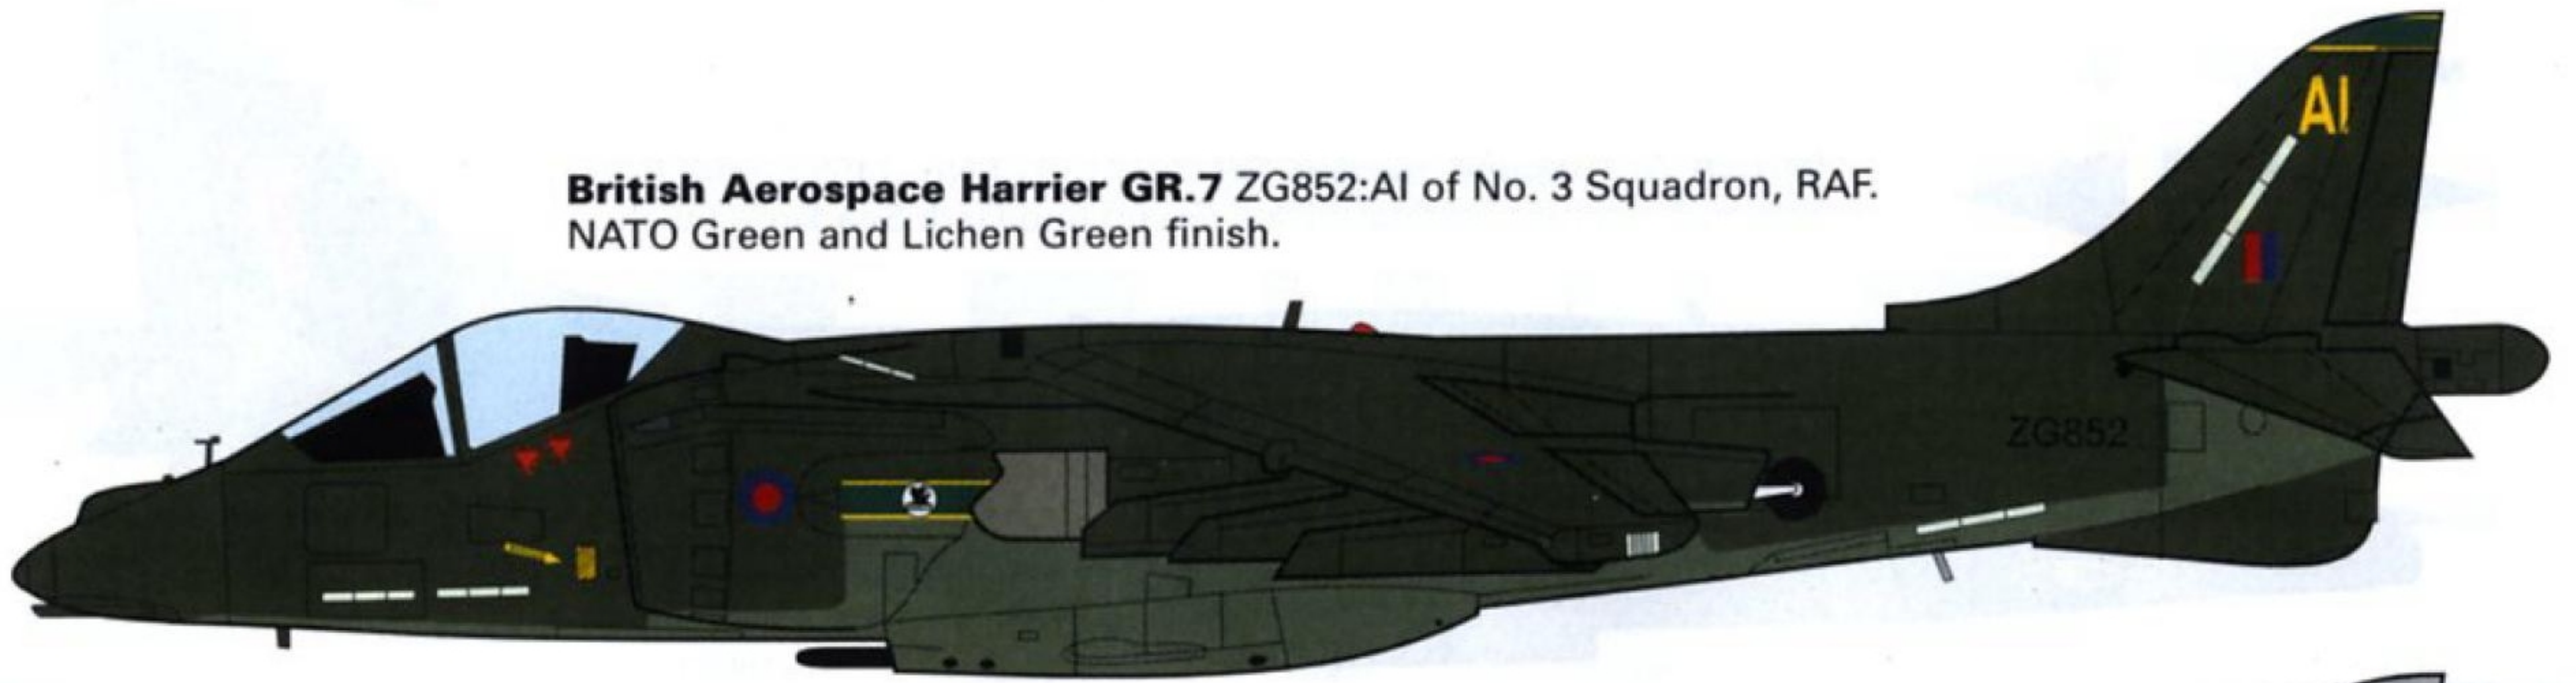 AI
British Aerospace Harrier GR.7 ZG852:AI of No. 3 Squadron, RAF.
NATO Green and Lichen Green finish.
ZG852